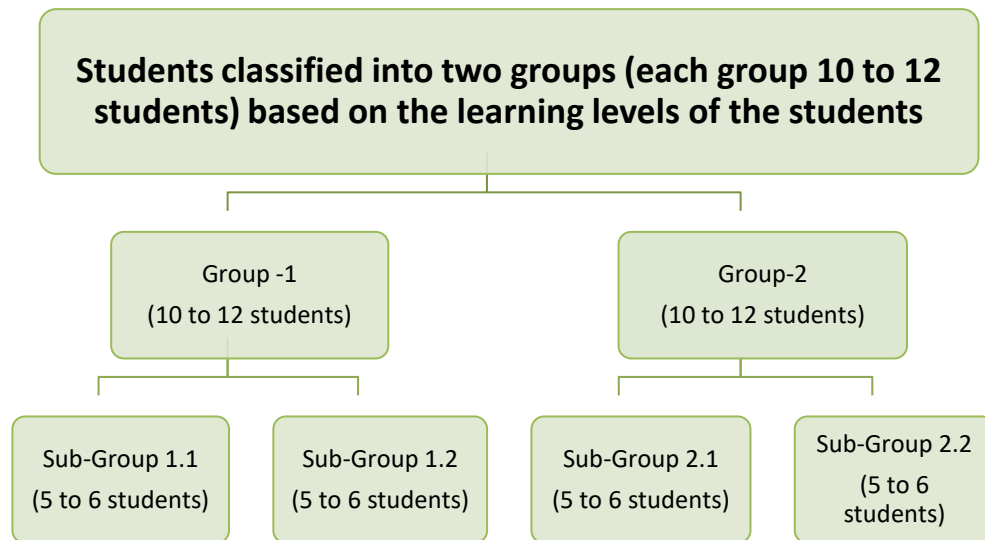 Students classified into two groups (each group 10 to 12
students) based on the learning levels of the students
Group -1
(10 to 12 students)
Group-2
(10 to 12 students)
Sub-Group 1.1
(5 to 6 students)
Sub-Group 1.2
(5 to 6 students)
Sub-Group 2.1
(5 to 6 students)
Sub-Group 2.2
(5 to 6
students)